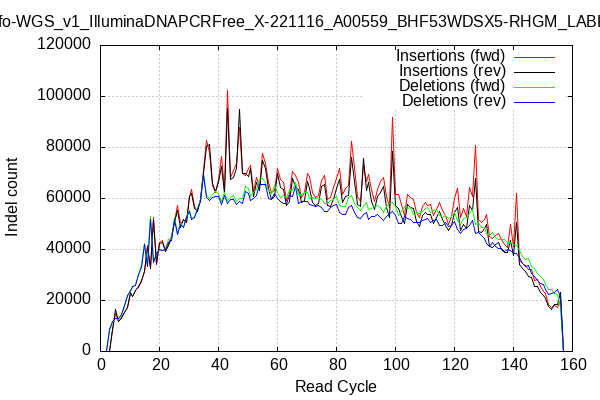 fo-WGS_v1_IlluminaDNAPCRFree_X-221116_A00559_BHF53WDSX5-RHGM_LABI
120000
100000
80000
60000
40000
20000
0
Indel count
Insertions (fwd)
Insertions (rev)
Deletions (fwd)
Deletions (rev)
0 20 40 60 80 100 120 140 160
Read Cycle